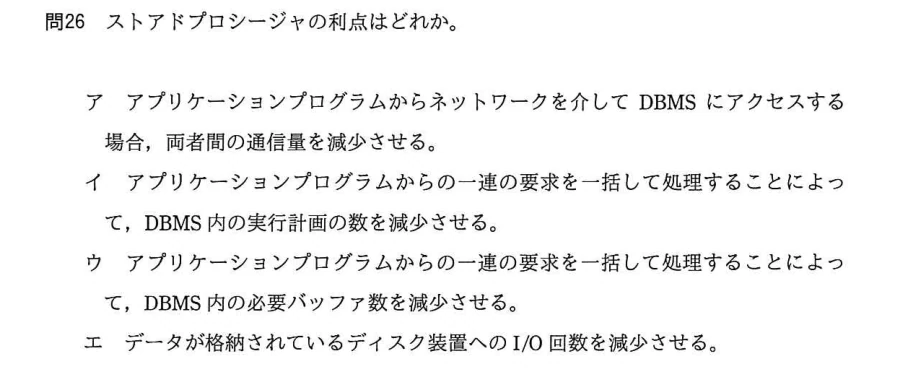 問26　ストアドプロシージャの利点はどれか。
ア　アプリケーションプログラムからネットワークを介して DBMS にアクセスする
場合，両者間の通信量を減少させる。
イ　アプリケーションプログラムからの一連の要求を一括して処理することによっ
て，DBMS 内の実行計画の数を減少させる。
ウ　アプリケーションプログラムからの一連の要求を一括して処理することによっ
て，DBMS 内の必要バッファ数を減少させる。
エ　データが格納されているディスク装置への I/O 回数を減少させる。